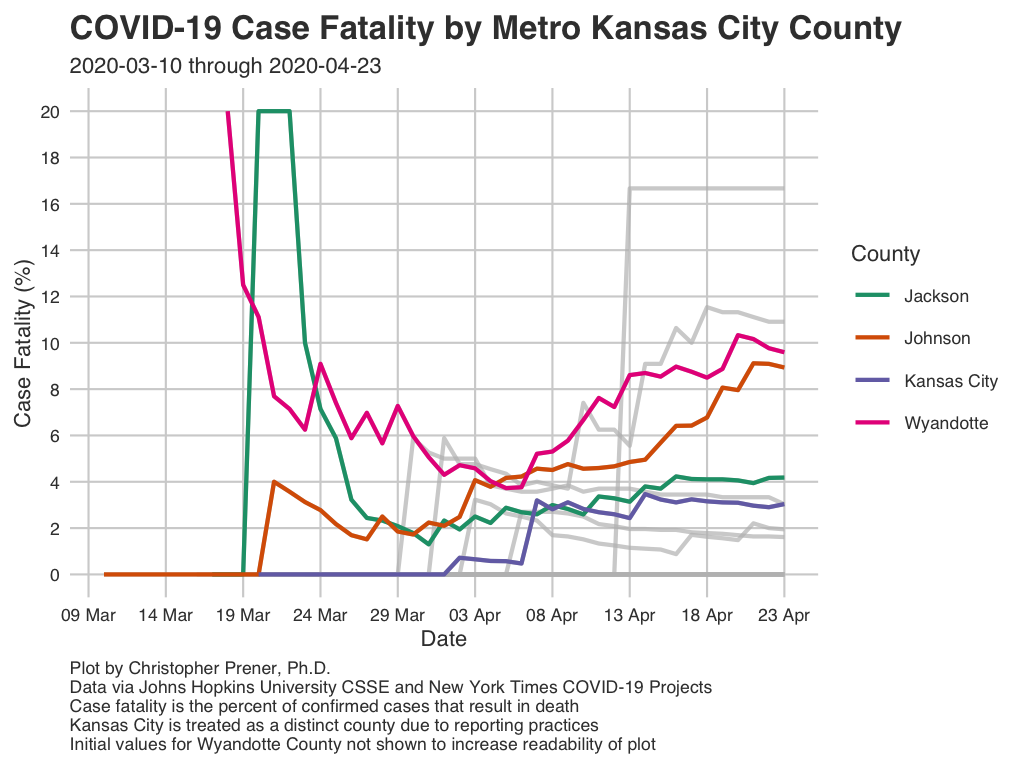 COVID-19 Case Fatality by Metro Kansas City County
2020-03-10 through 2020-04-23
Case Fatality (%)
20
18
16
14
12
10
8
6
4
2
0
09 Mar
14 Mar
19 Mar
24 Mar
29 Mar
03 Apr
08 Apr
13 Apr
18 Apr
23 Apr
Date
County
Jackson
Johnson
Kansas City
Wyandotte
Plot by Christopher Prener, Ph.D.
Data via Johns Hopkins University CSSE and New York Times COVID-19 Projects
Case fatality is the percent of confirmed cases that result in death
Kansas City is treated as a distinct county due to reporting practices
Initial values for Wyandotte County not shown to increase readability of plot